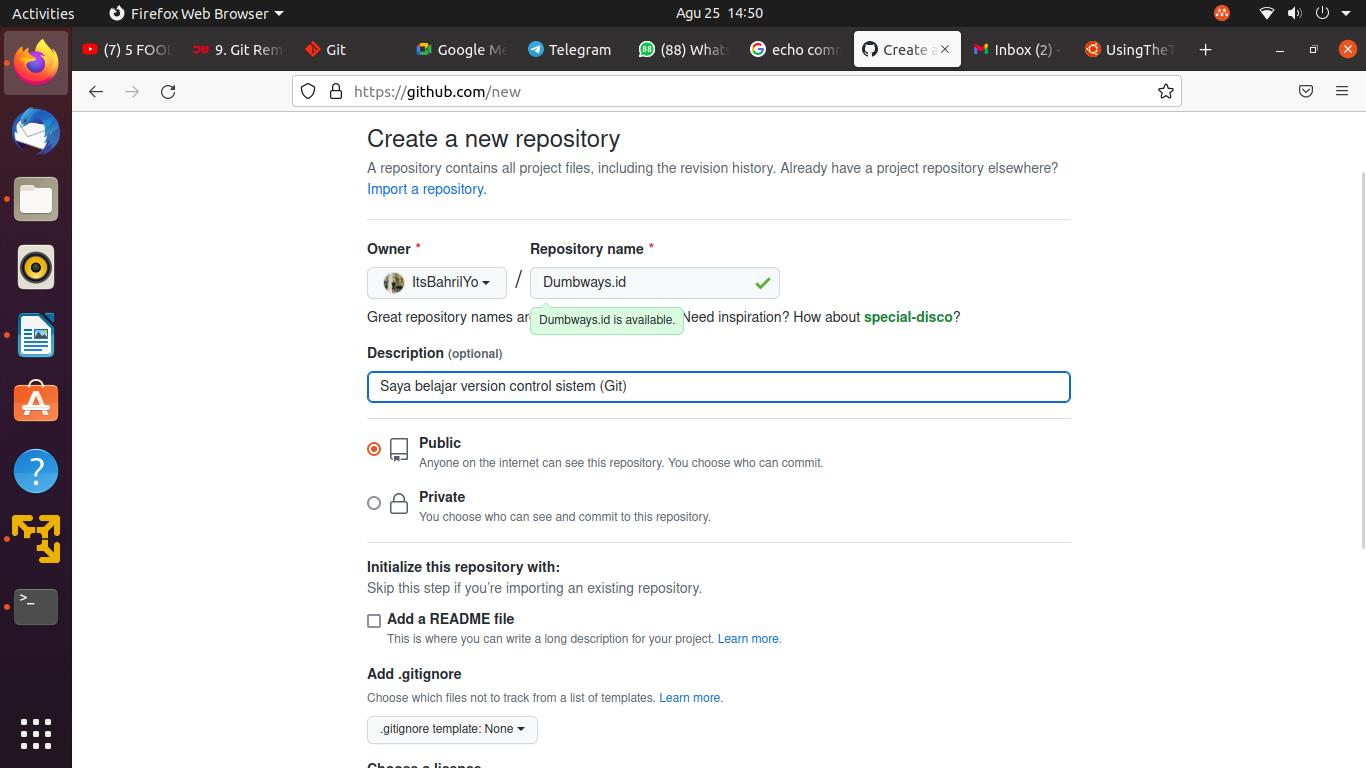 Activities
Firefox Web Browser
Agu 25 14:50
(7) 5 FOO
9. Git Rem
Git
Google Me
Telegram
(88) Whats
echo com
Create a
Inbox (2) -
UsingTheT
https://github.com/new
Create a new repository
A repository contains all project files, including the revision history. Already have a project repository elsewhere?
Import a repository.
Owner *
Repository name *
ItsBahrilYo
/
Dumbways.id
Great repository names ar
Dumbways.id is available.
Need inspiration? How about special-disco?
Description (optional)
Saya belajar version control sistem (Git)
Public
Anyone on the internet can see this repository. You choose who can commit.
Private
You choose who can see and commit to this repository.
Initialize this repository with:
Skip this step if you're importing an existing repository.
Add a README file
This is where you can write a long description for your project. Learn more.
Add .gitignore
Choose which files not to track from a list of templates. Learn more.
.gitignore template: None
Choose a license